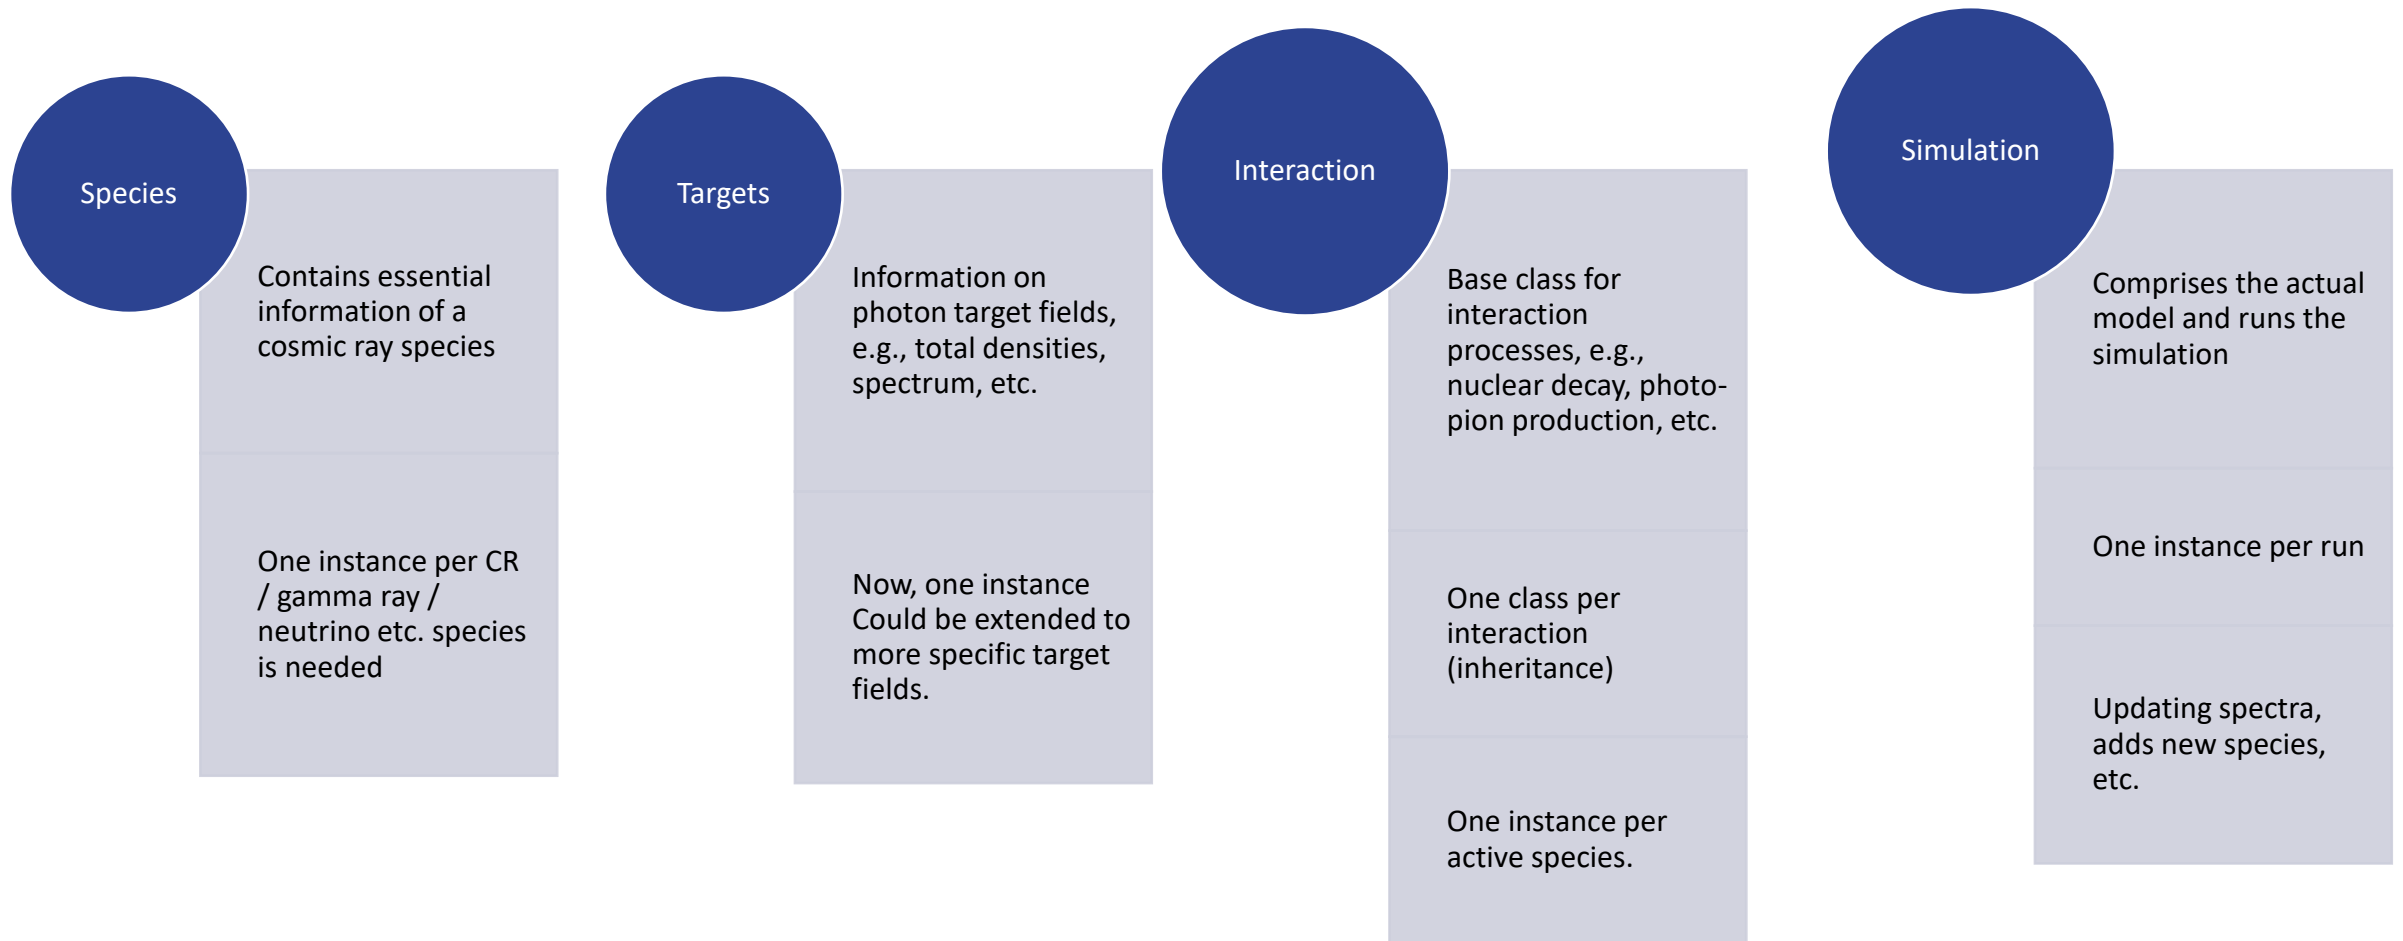 Species
Contains essential
information of a
cosmic ray species
One instance per CR
/ gamma ray /
neutrino etc. species
is needed
Targets
Information on
photon target fields,
e.g., total densities,
spectrum, etc.
Now, one instance
Could be extended to
more specific target
fields.
Interaction
Base class for
interaction
processes, e.g.,
nuclear decay, photo-
pion production, etc.
One class per
interaction
(inheritance)
One instance per
active species.
Simulation
Comprises the actual
model and runs the
simulation
One instance per run
Updating spectra,
adds new species,
etc.